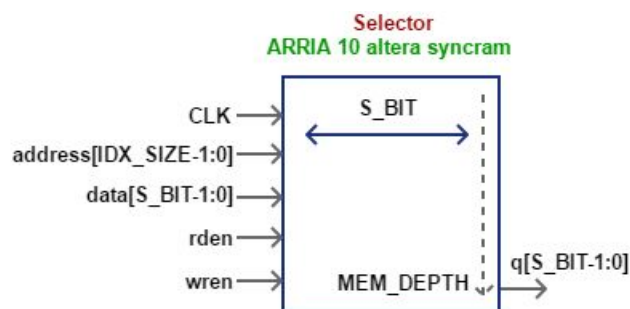 Selector
ARRIA 10 altera syncram
CLK
S_BIT
address[IDX_SIZE-1:0]
data[S_BIT-1:0]
rden
q[S_BIT-1:0]
wren
MEM_DEPTH